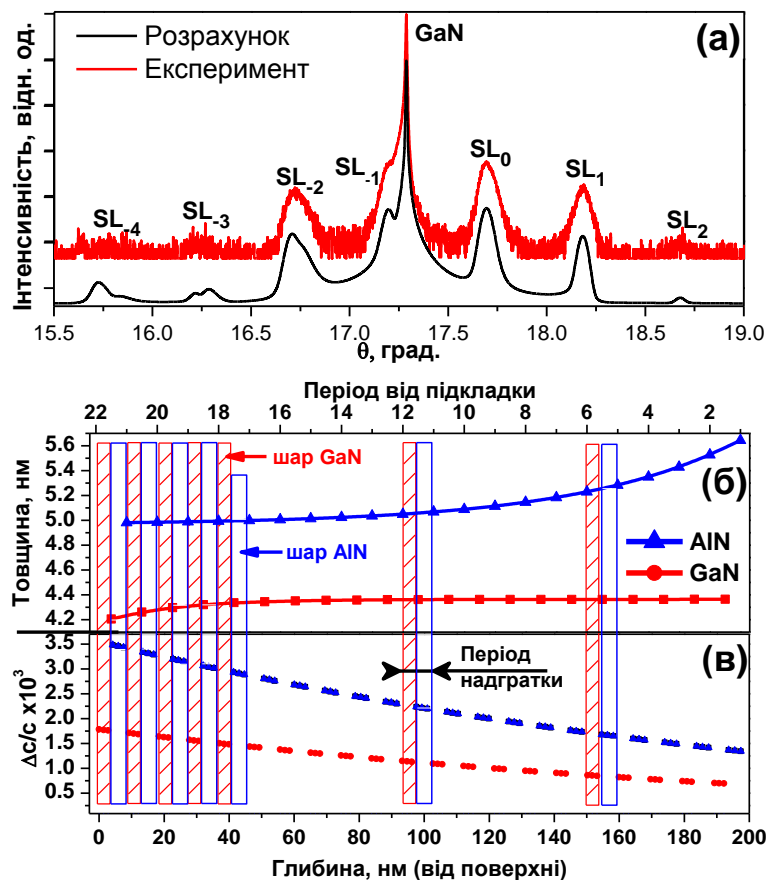 (а)
Розрахунок
Експеримент
GaN
SL-4
SL-3
SL-2
SL-1
SL0
SL1
SL2
Інтенсивність, відн. од.
15.5 16.0 16.5 17.0 17.5 18.0 18.5 19.0
θ, град.
Період від підкладки
22 20 18 16 14 12 10 8 6 4 2
5.6
5.4
5.2
5.0
4.8
4.6
4.4
4.2
Товщина, нм
шар GaN
шар AlN
(б)
AlN
GaN
3.5
3.0
2.5
2.0
1.5
1.0
0.5
Δc/c x10³
(в)
Період
надгратки
0 20 40 60 80 100 120 140 160 180 200
Глибина, нм (від поверхні)